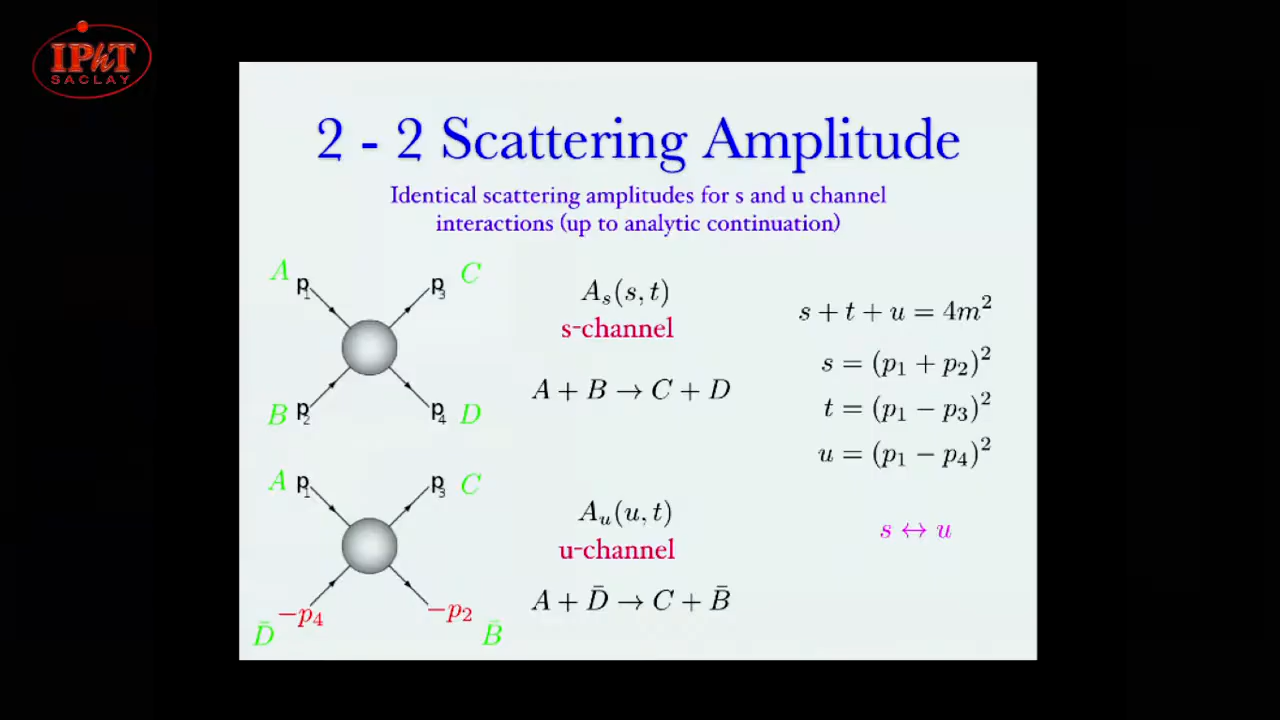 IPhT
SACLAY
2 - 2 Scattering Amplitude
Identical scattering amplitudes for s and u channel
interactions (up to analytic continuation)
A p₁ p₃ C
B p₂ p₄ D
A_s(s, t)
s-channel
A + B → C + D
s + t + u = 4m²
s = (p₁ + p₂)²
t = (p₁ − p₃)²
u = (p₁ − p₄)²
A p₁ p₃ C
−p₄ −p₂
D̄ B̄
A_u(u, t)
u-channel
A + D̄ → C + B̄
s ↔ u